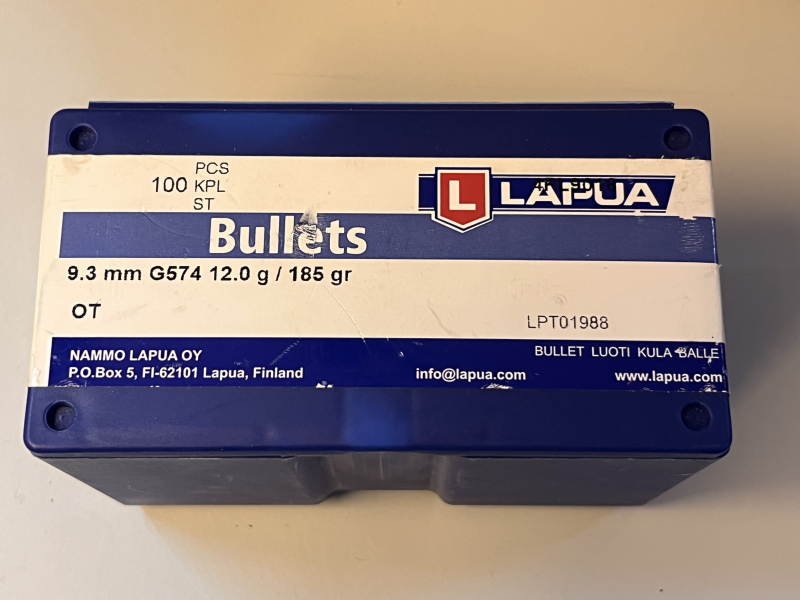 PCS
100 KPL
ST
L LAPUA
Bullets
9.3 mm G574 12.0 g / 185 gr
OT
LPT01988
NAMMO LAPUA OY
P.O.Box 5, FI-62101 Lapua, Finland
info@lapua.com
BULLET LUOTI KULA BALLE
www.lapua.com